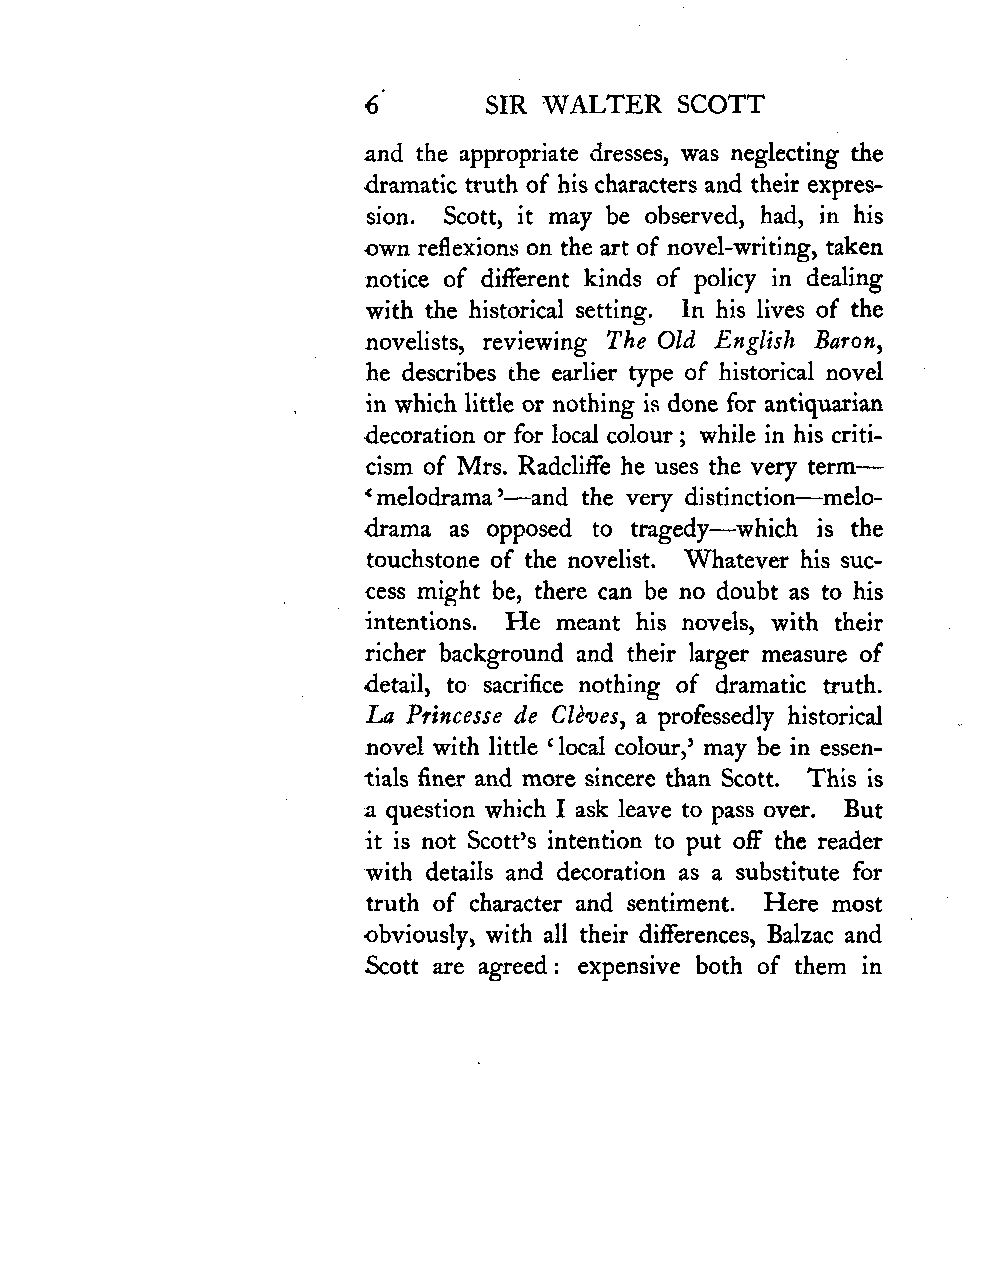 6 SIR WALTER SCOTT
and the appropriate dresses, was neglecting the
dramatic truth of his characters and their expres-
sion. Scott, it may be observed, had, in his
own reflexions on the art of novel-writing, taken
notice of different kinds of policy in dealing
with the historical setting. In his lives of the
novelists, reviewing The Old English Baron,
he describes the earlier type of historical novel
in which little or nothing is done for antiquarian
decoration or for local colour; while in his criti-
cism of Mrs. Radcliffe he uses the very term—
‘melodrama’—and the very distinction—melo-
drama as opposed to tragedy—which is the
touchstone of the novelist. Whatever his suc-
cess might be, there can be no doubt as to his
intentions. He meant his novels, with their
richer background and their larger measure of
detail, to sacrifice nothing of dramatic truth.
La Princesse de Clèves, a professedly historical
novel with little ‘local colour,’ may be in essen-
tials finer and more sincere than Scott. This is
a question which I ask leave to pass over. But
it is not Scott’s intention to put off the reader
with details and decoration as a substitute for
truth of character and sentiment. Here most
obviously, with all their differences, Balzac and
Scott are agreed: expensive both of them in